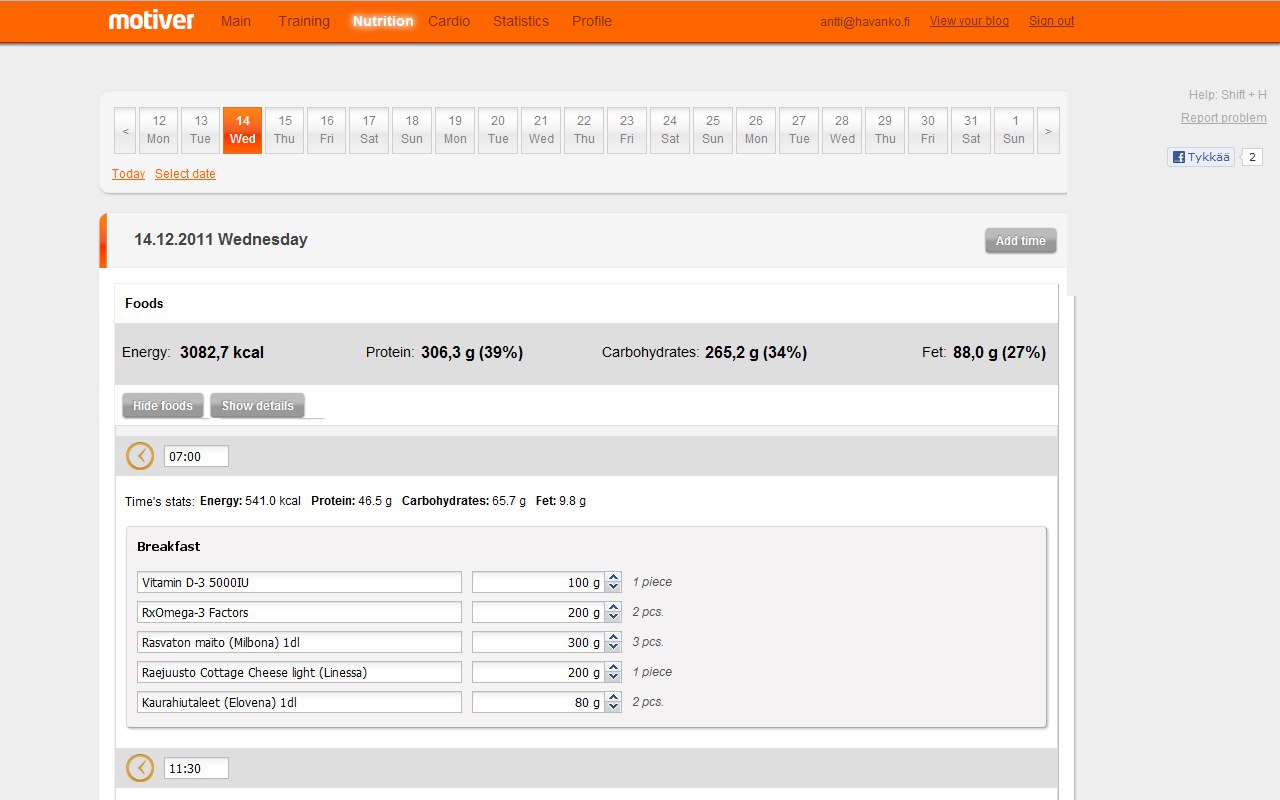 motiver Main Training Nutrition Cardio Statistics Profile antti@havanko.fi View your blog Sign out
Help: Shift + H
Report problem
Tykkää 2
< 12 13 14 15 16 17 18 19 20 21 22 23 24 25 26 27 28 29 30 31 1 >
Mon Tue Wed Thu Fri Sat Sun Mon Tue Wed Thu Fri Sat Sun Mon Tue Wed Thu Fri Sat Sun
Today Select date
14.12.2011 Wednesday Add time
Foods
Energy: 3082,7 kcal Protein: 306,3 g (39%) Carbohydrates: 265,2 g (34%) Fet: 88,0 g (27%)
Hide foods Show details
07:00
Time's stats: Energy: 541.0 kcal Protein: 46.5 g Carbohydrates: 65.7 g Fet: 9.8 g
Breakfast
Vitamin D-3 5000IU 100 g 1 piece
RxOmega-3 Factors 200 g 2 pcs.
Rasvaton maito (Milbona) 1dl 300 g 3 pcs.
Raejuusto Cottage Cheese light (Linessa) 200 g 1 piece
Kaurahiutaleet (Elovena) 1dl 80 g 2 pcs.
11:30